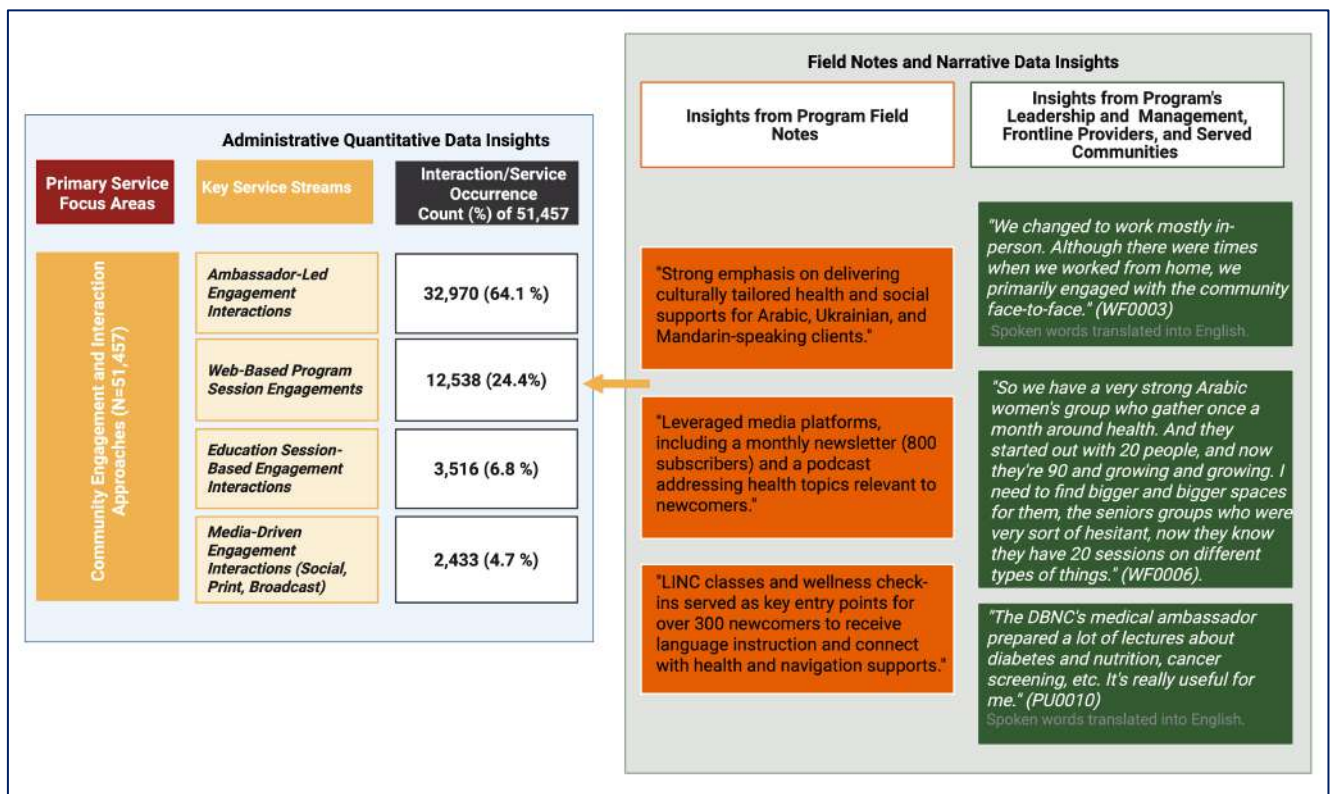 Administrative Quantitative Data Insights
Primary Service
Focus Areas
Key Service Streams
Interaction/Service
Occurrence
Count (%) of 51,457
Community Engagement and Interaction
Approaches (N=51,457)
Ambassador-Led
Engagement
Interactions
32,970 (64.1 %)
Web-Based Program
Session Engagements
12,538 (24.4%)
Education Session-
Based Engagement
Interactions
3,516 (6.8 %)
Media-Driven
Engagement
Interactions (Social,
Print, Broadcast)
2,433 (4.7 %)
Field Notes and Narrative Data Insights
Insights from Program Field
Notes
"Strong emphasis on delivering
culturally tailored health and social
supports for Arabic, Ukrainian, and
Mandarin-speaking clients."
"Leveraged media platforms,
including a monthly newsletter (800
subscribers) and a podcast
addressing health topics relevant to
newcomers."
"LINC classes and wellness check-
ins served as key entry points for
over 300 newcomers to receive
language instruction and connect
with health and navigation supports."
Insights from Program's
Leadership and Management,
Frontline Providers, and Served
Communities
"We changed to work mostly in-
person. Although there were times
when we worked from home, we
primarily engaged with the community
face-to-face." (WF0003)
Spoken words translated into English.
"So we have a very strong Arabic
women's group who gather once a
month around health. And they
started out with 20 people, and now
they're 90 and growing and growing. I
need to find bigger and bigger spaces
for them, the seniors groups who were
very sort of hesitant, now they know
they have 20 sessions on different
types of things." (WF0006).
"The DBNC's medical ambassador
prepared a lot of lectures about
diabetes and nutrition, cancer
screening, etc. It's really useful for
me." (PU0010)
Spoken words translated into English.